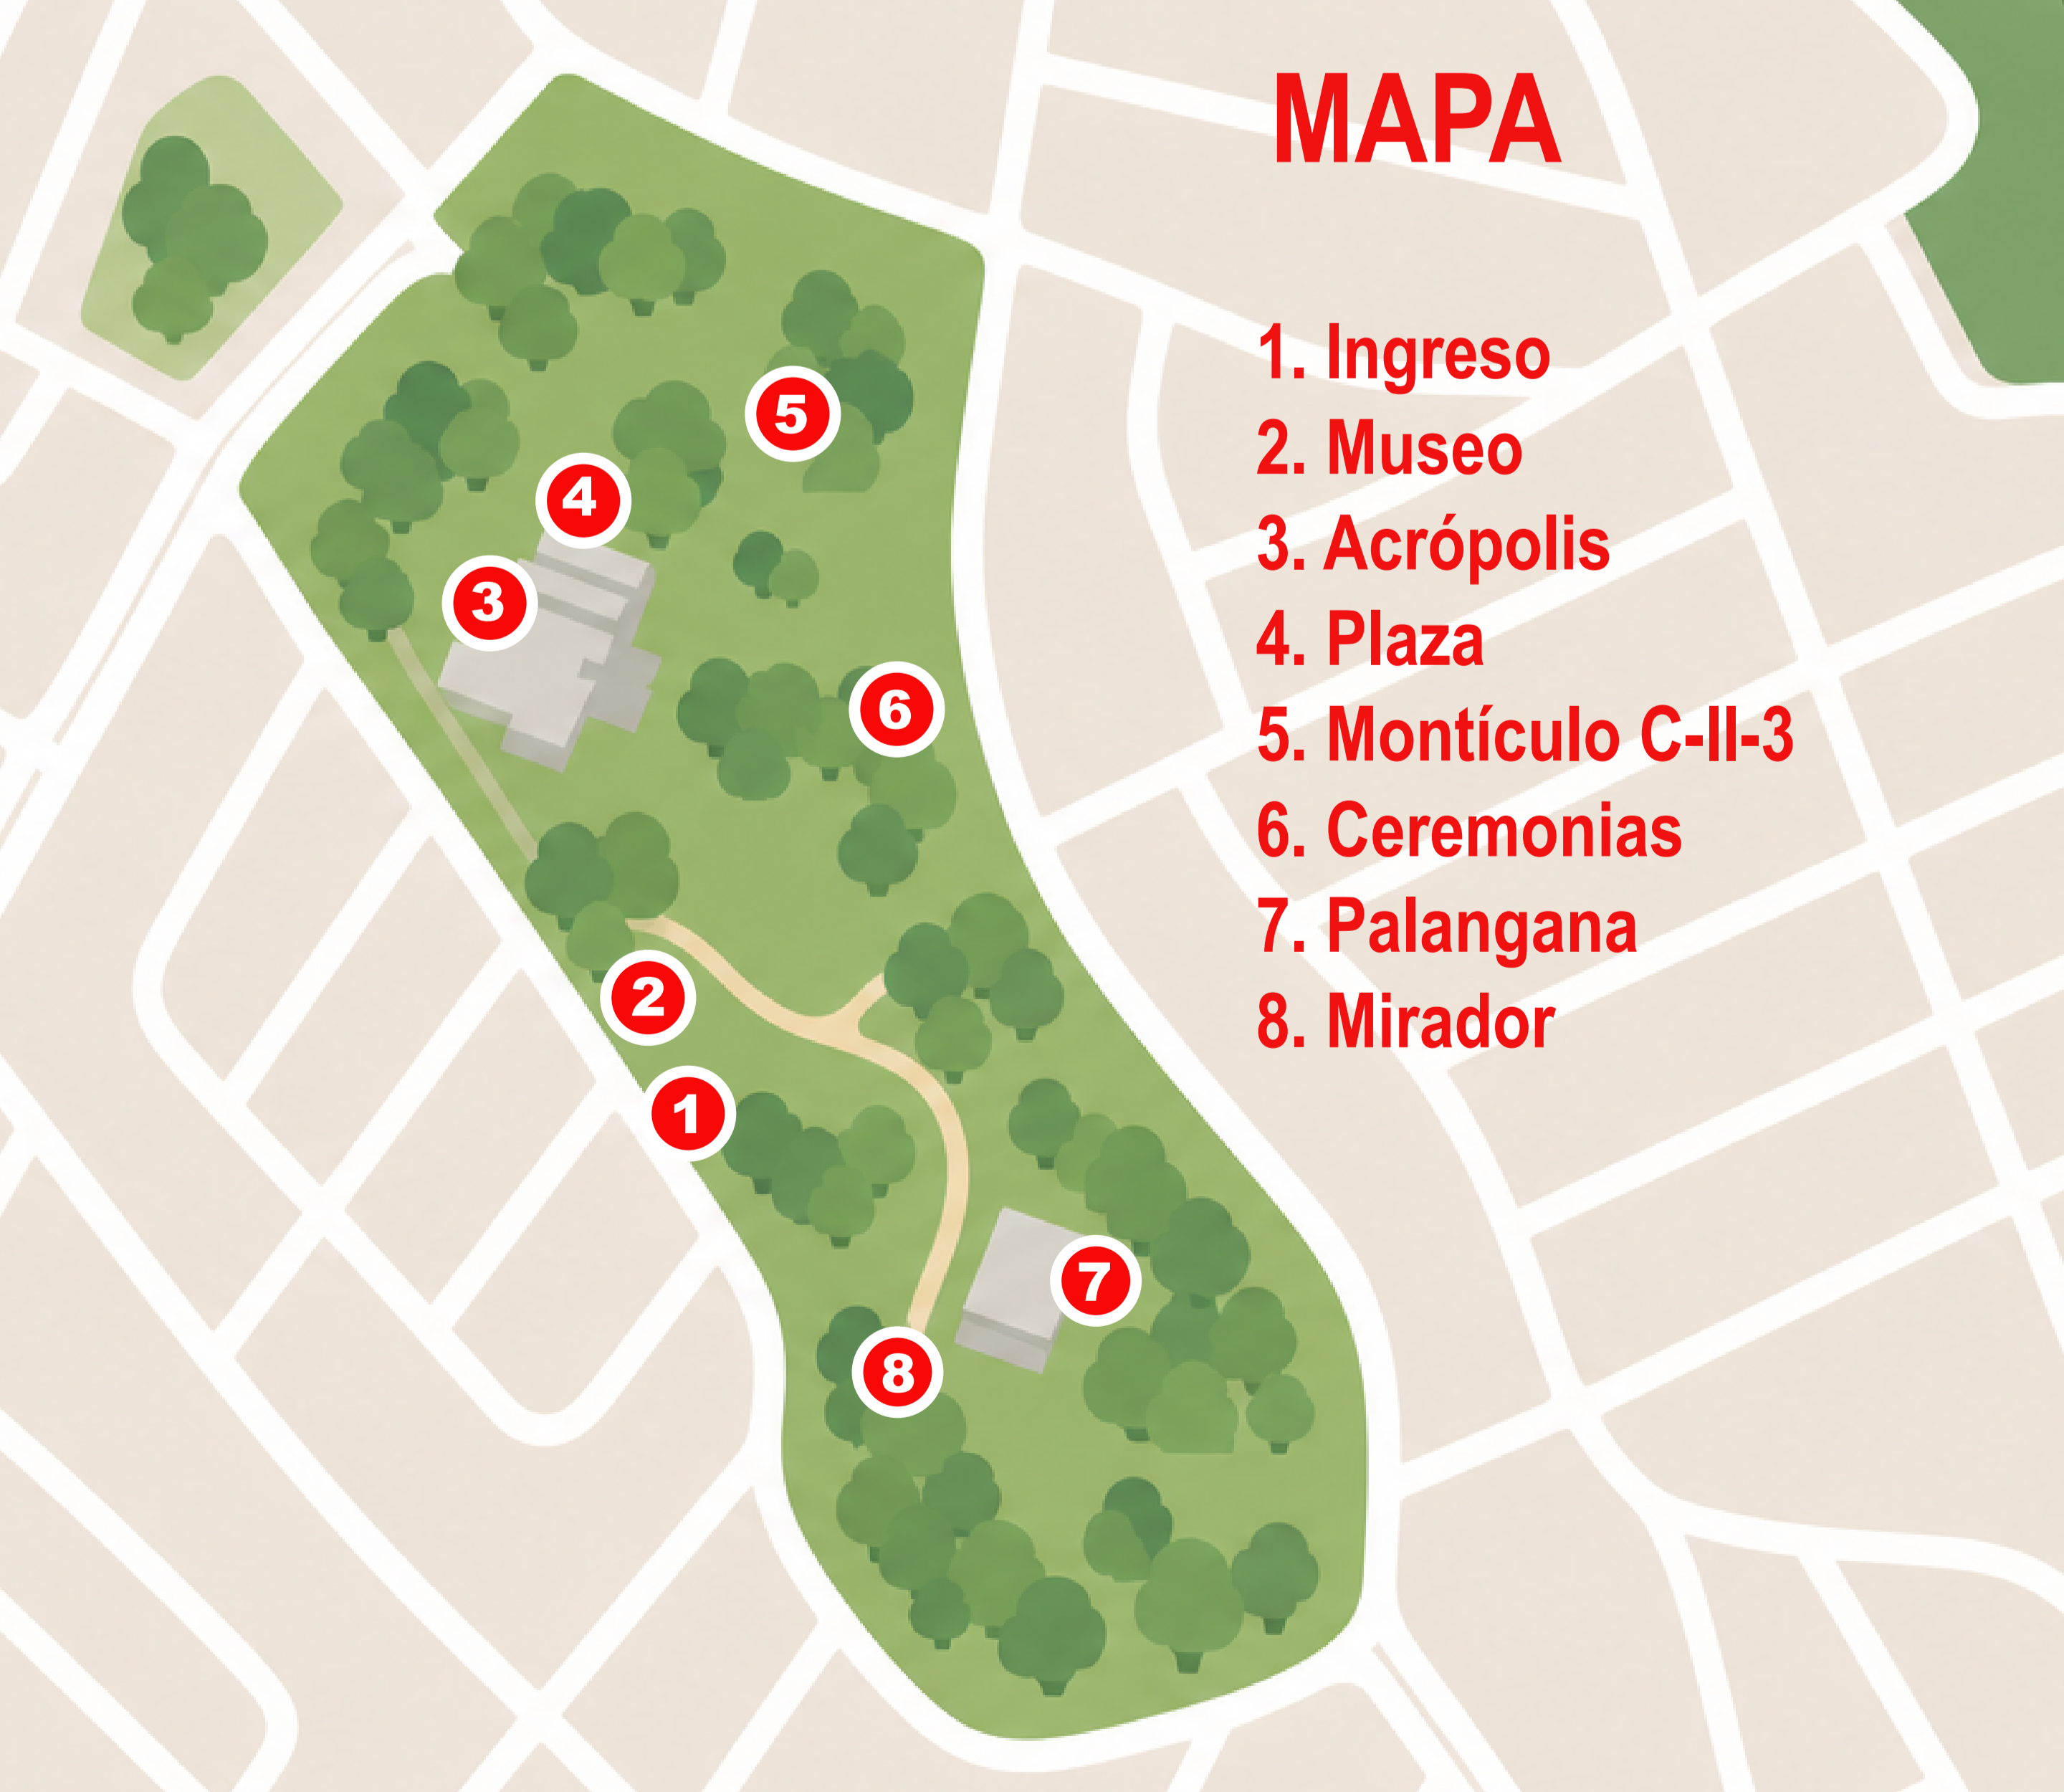 MAPA
1. Ingreso
2. Museo
3. Acrópolis
4. Plaza
5. Montículo C-II-3
6. Ceremonias
7. Palangana
8. Mirador
5
4
3
6
2
1
7
8